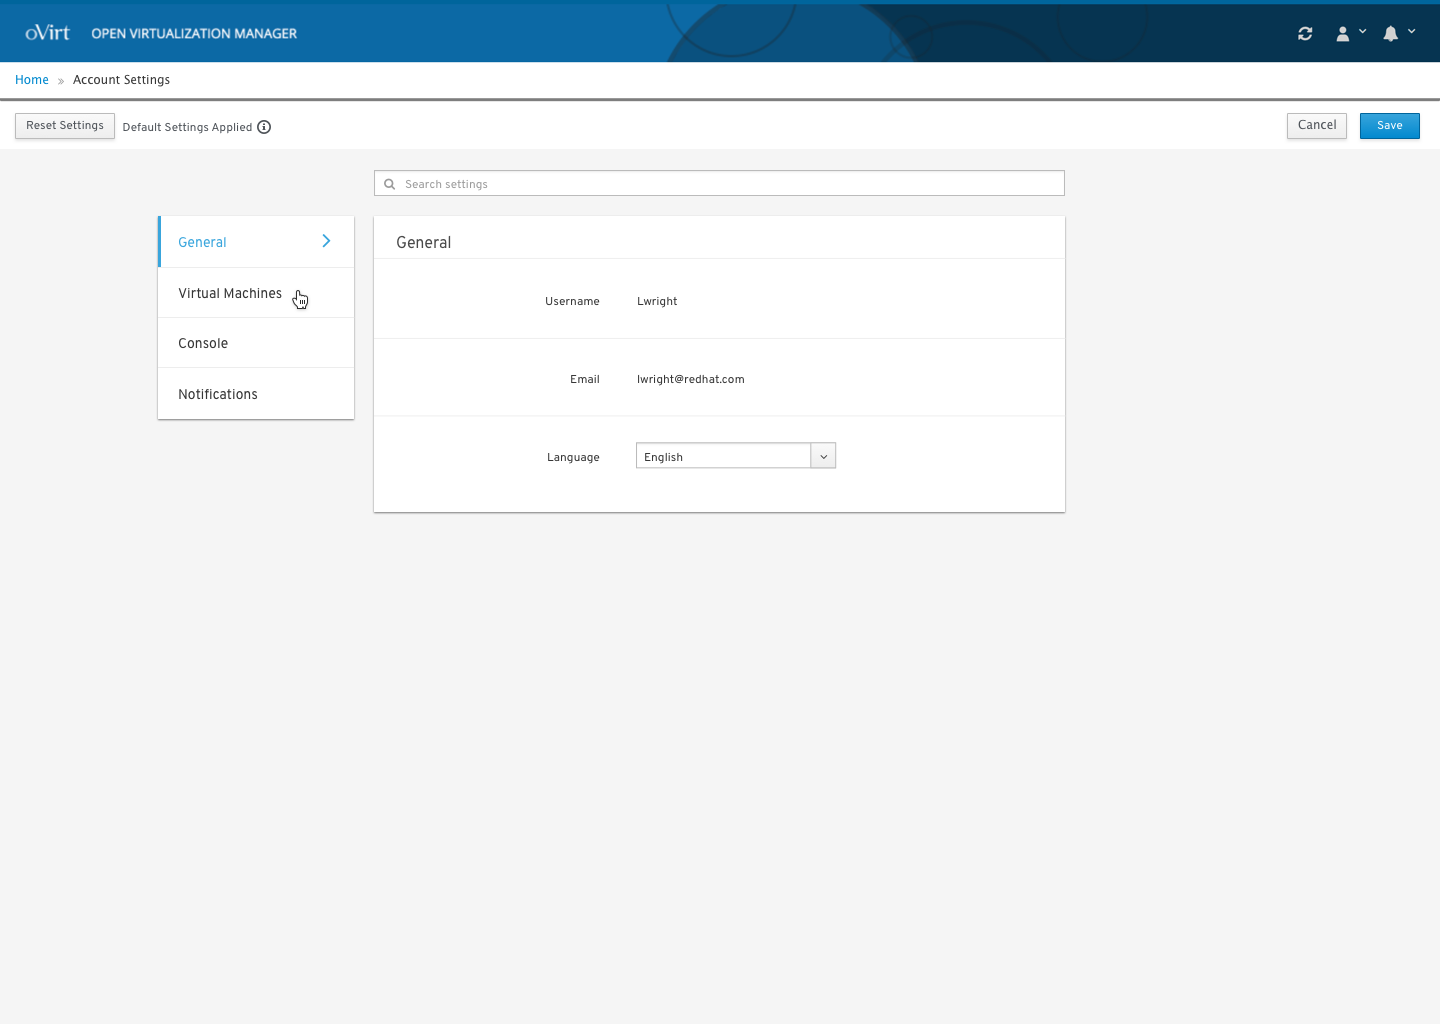 oVirt OPEN VIRTUALIZATION MANAGER
Home » Account Settings
Reset Settings Default Settings Applied Cancel Save
Search settings
General
Virtual Machines
Console
Notifications
General
Username Lwright
Email lwright@redhat.com
Language English